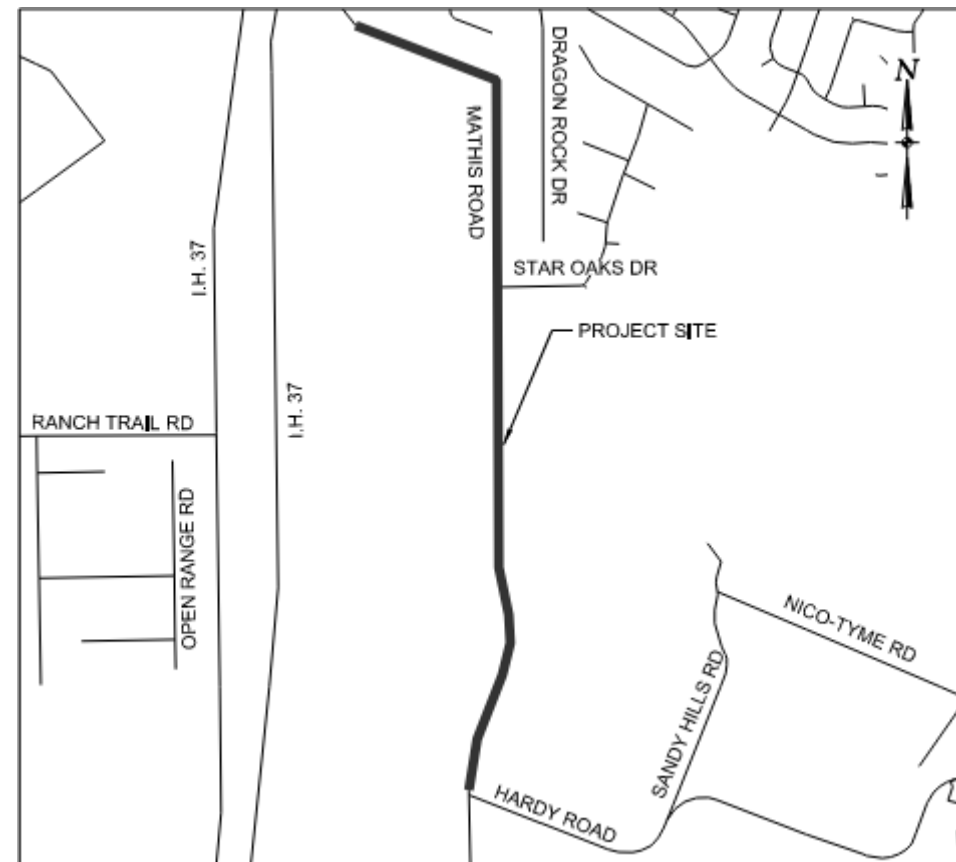 DRAGON ROCK DR
N
MATHIS ROAD
I.H. 37
STAR OAKS DR
PROJECT SITE
I.H. 37
RANCH TRAIL RD
OPEN RANGE RD
NICO-TYME RD
SANDY HILLS RD
HARDY ROAD